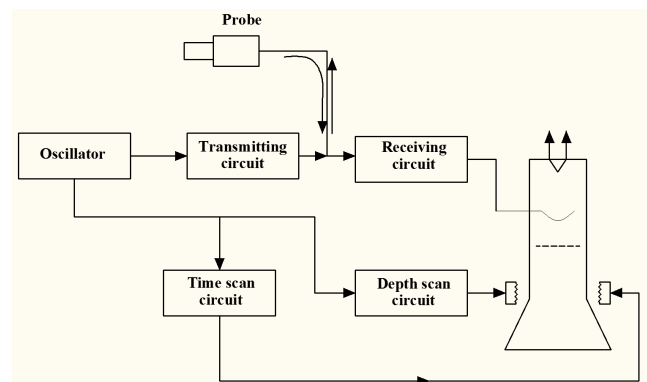 Probe
Oscillator
Transmitting
circuit
Receiving
circuit
Time scan
circuit
Depth scan
circuit